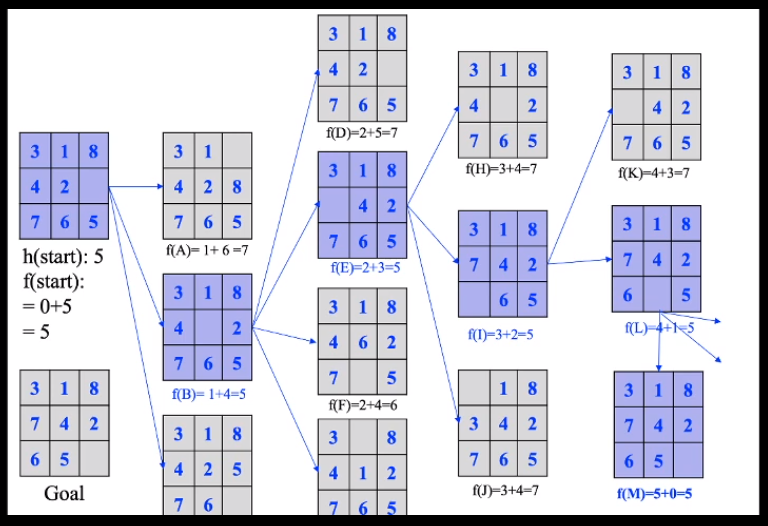 3 1 8
4 2
7 6 5
h(start): 5
f(start):
= 0+5
= 5
3 1 8
7 4 2
6 5
Goal
3 1
4 2 8
7 6 5
f(A)= 1+ 6 =7
3 1 8
4 2
7 6 5
f(B)= 1+4=5
3 1 8
4 2 5
7 6
3 1 8
4 2
7 6 5
f(D)=2+5=7
3 1 8
4 2
7 6 5
f(E)=2+3=5
3 1 8
4 6 2
7 5
f(F)=2+4=6
3 8
4 1 2
7 6 5
3 1 8
4 2
7 6 5
f(H)=3+4=7
3 1 8
7 4 2
6 5
f(I)=3+2=5
1 8
3 4 2
7 6 5
f(J)=3+4=7
3 1 8
4 2
7 6 5
f(K)=4+3=7
3 1 8
7 4 2
6 5
f(L)=4+1=5
3 1 8
7 4 2
6 5
f(M)=5+0=5